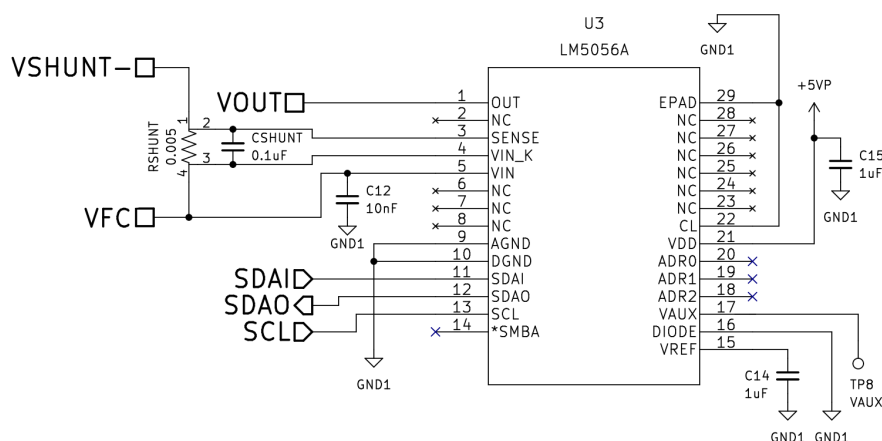 U3
LM5056A
GND1
VSHUNT-
VOUT
+5VP
RSHUNT
0.005
1
2
3
4
CSHUNT
0.1uF
1 OUT
2 NC
3 SENSE
4 VIN_K
5 VIN
6 NC
7 NC
8 NC
9 AGND
10 DGND
11 SDAI
12 SDAO
13 SCL
14 *SMBA
EPAD 29
NC 28
NC 27
NC 26
NC 25
NC 24
NC 23
CL 22
VDD 21
ADR0 20
ADR1 19
ADR2 18
VAUX 17
DIODE 16
VREF 15
C15
1uF
GND1
C12
10nF
GND1
VFC
SDAI
SDAO
SCL
GND1
C14
1uF
TP8
VAUX
GND1 GND1